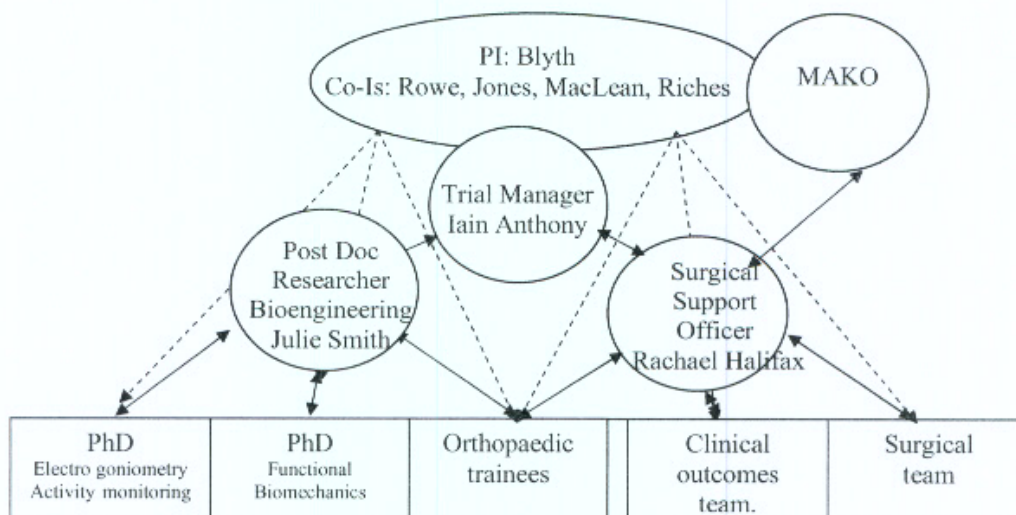 PI: Blyth
Co-Is: Rowe, Jones, MacLean, Riches
MAKO
Trial Manager
Iain Anthony
Post Doc
Researcher
Bioengineering
Julie Smith
Surgical
Support
Officer
Rachael Halifax
PhD
Electro goniometry
Activity monitoring
PhD
Functional
Biomechanics
Orthopaedic
trainees
Clinical
outcomes
team.
Surgical
team